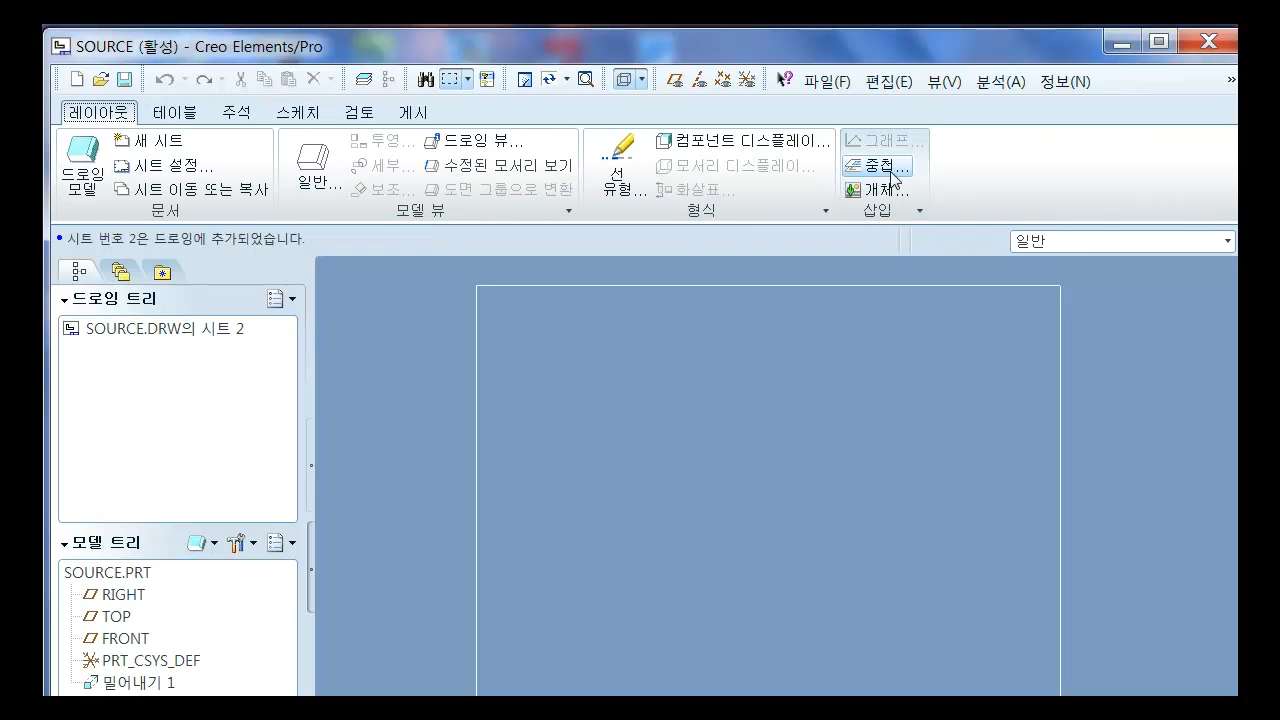 SOURCE (활성) - Creo Elements/Pro
파일(F) 편집(E) 뷰(V) 분석(A) 정보(N) »
레이아웃 테이블 주석 스케치 검토 게시
드로잉 모델
새 시트
시트 설정...
시트 이동 또는 복사
문서
일반...
투영...
세부...
보조...
드로잉 뷰...
수정된 모서리 보기
도면 그룹으로 변환
모델 뷰
선 유형...
컴포넌트 디스플레이...
모서리 디스플레이...
화살표...
형식
그래프...
중첩...
개체...
삽입
시트 번호 2은 드로잉에 추가되었습니다.
일반
드로잉 트리
SOURCE.DRW의 시트 2
모델 트리
SOURCE.PRT
RIGHT
TOP
FRONT
PRT_CSYS_DEF
밀어내기 1